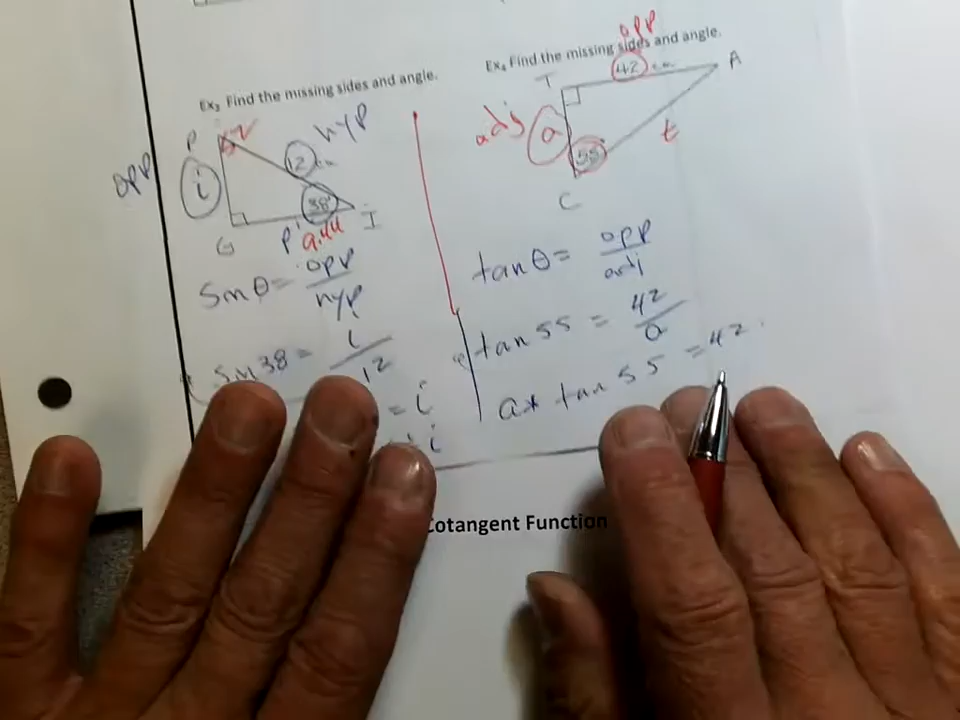 Ex₃ Find the missing sides and angle.
P
hyp
12 cm
opp
i
38°
G
P'
9.44
I
Sin θ = opp
hyp
Sin 38 = i
12
= i
= i
Ex₄ Find the missing sides and angle.
opp
T
42 cm
A
adj
a
55
t
C
tan θ = opp
adj
tan 55 = 42
a
a* tan 55 = 42
Cotangent Function